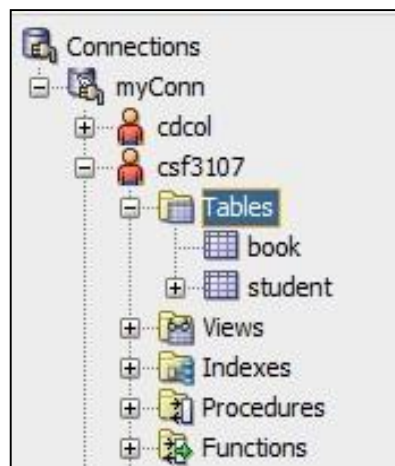 Connections
myConn
cdcol
csf3107
Tables
book
student
Views
Indexes
Procedures
Functions